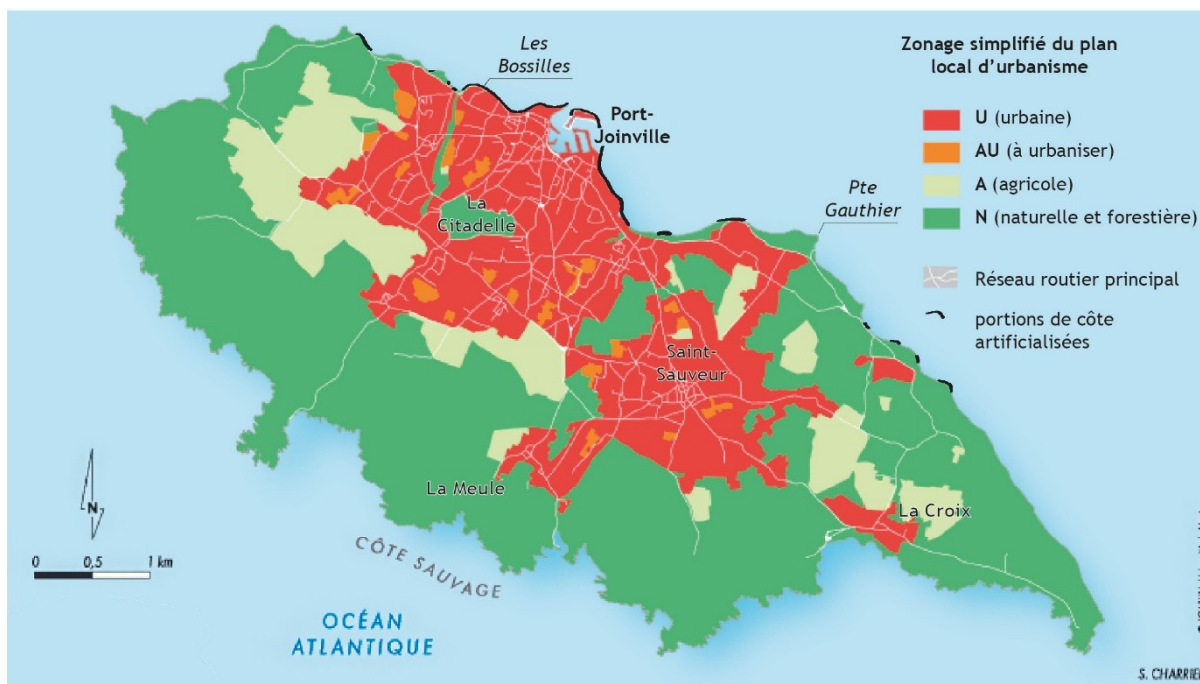 Les
Bossilles
Port-
Joinville
Pte
Gauthier
La
Citadelle
Saint-
Sauveur
La Meule
La Croix
CÔTE SAUVAGE
OCÉAN
ATLANTIQUE
N
0 0,5 1 km
Zonage simplifié du plan
local d'urbanisme
U (urbaine)
AU (à urbaniser)
A (agricole)
N (naturelle et forestière)
Réseau routier principal
portions de côte
artificialisées